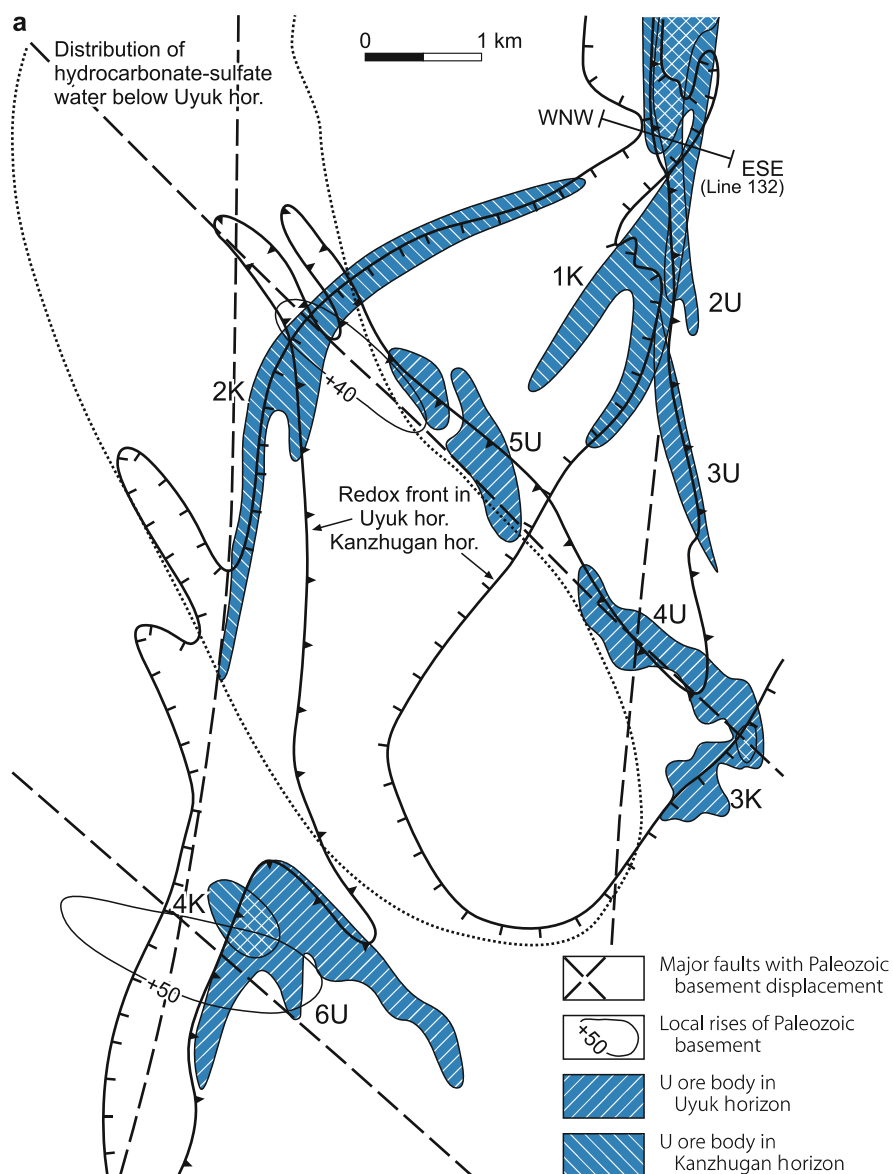 a
Distribution of
hydrocarbonate-sulfate
water below Uyuk hor.
0 1 km
WNW
ESE
(Line 132)
1K
2U
2K
+40
5U
3U
Redox front in
Uyuk hor.
Kanzhugan hor.
4U
3K
4K
+50
6U
Major faults with Paleozoic
basement displacement
+50
Local rises of Paleozoic
basement
U ore body in
Uyuk horizon
U ore body in
Kanzhugan horizon